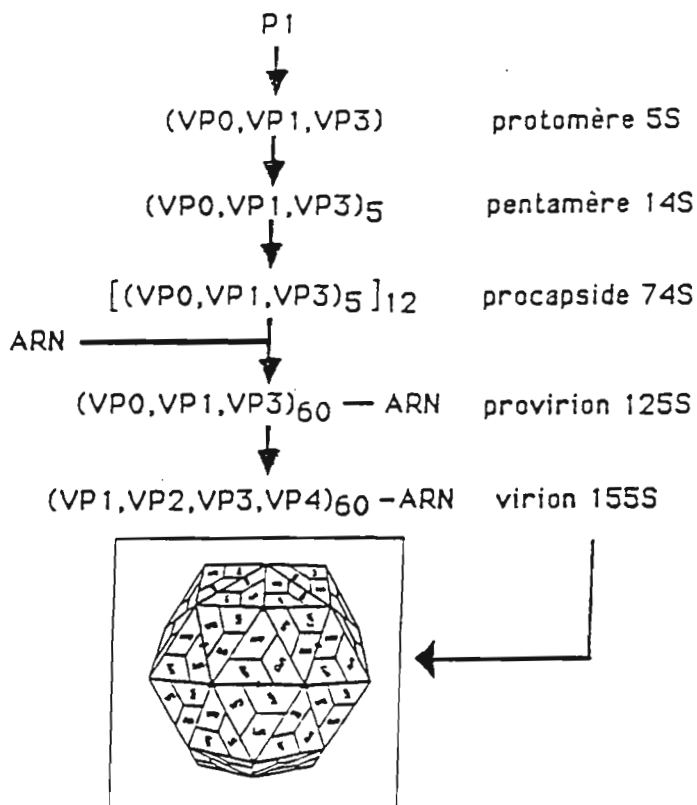 P1
(VP0,VP1,VP3) protomère 5S
(VP0,VP1,VP3)5 pentamère 14S
[(VP0,VP1,VP3)5]12 procapside 74S
ARN
(VP0,VP1,VP3)60 — ARN provirion 125S
(VP1,VP2,VP3,VP4)60 -ARN virion 155S